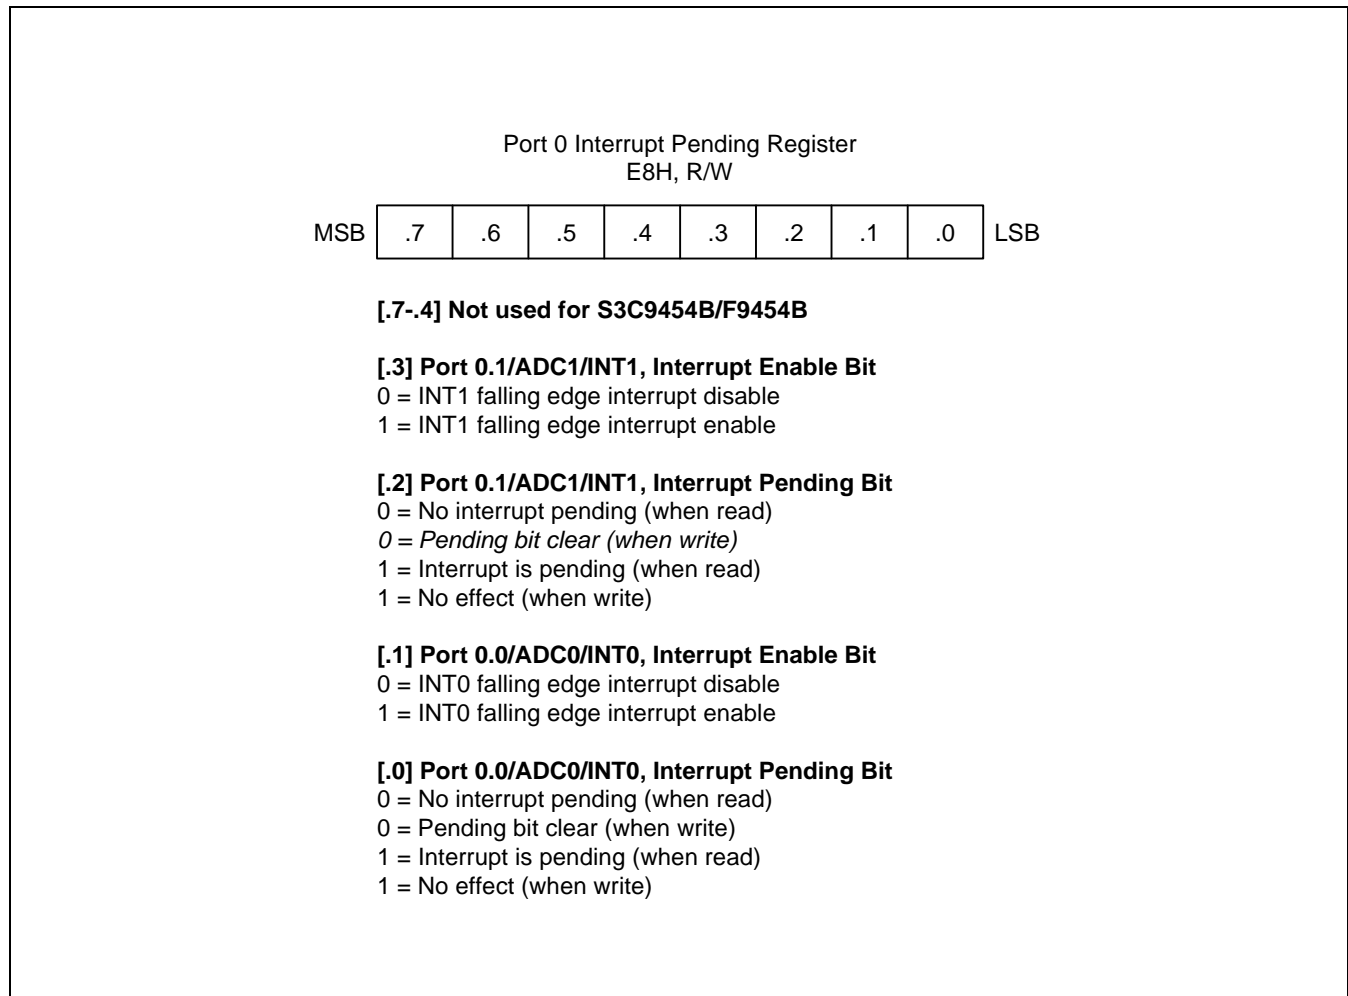 Port 0 Interrupt Pending Register
E8H, R/W
MSB .7 .6 .5 .4 .3 .2 .1 .0 LSB
[.7-.4] Not used for S3C9454B/F9454B
[.3] Port 0.1/ADC1/INT1, Interrupt Enable Bit
0 = INT1 falling edge interrupt disable
1 = INT1 falling edge interrupt enable
[.2] Port 0.1/ADC1/INT1, Interrupt Pending Bit
0 = No interrupt pending (when read)
0 = Pending bit clear (when write)
1 = Interrupt is pending (when read)
1 = No effect (when write)
[.1] Port 0.0/ADC0/INT0, Interrupt Enable Bit
0 = INT0 falling edge interrupt disable
1 = INT0 falling edge interrupt enable
[.0] Port 0.0/ADC0/INT0, Interrupt Pending Bit
0 = No interrupt pending (when read)
0 = Pending bit clear (when write)
1 = Interrupt is pending (when read)
1 = No effect (when write)